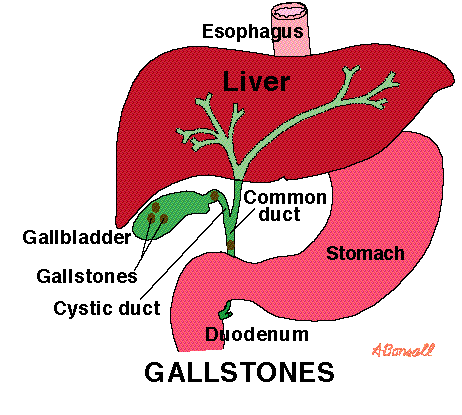 Esophagus
Liver
Common
duct
Gallbladder
Stomach
Gallstones
Cystic duct
Duodenum
ABonsall
GALLSTONES